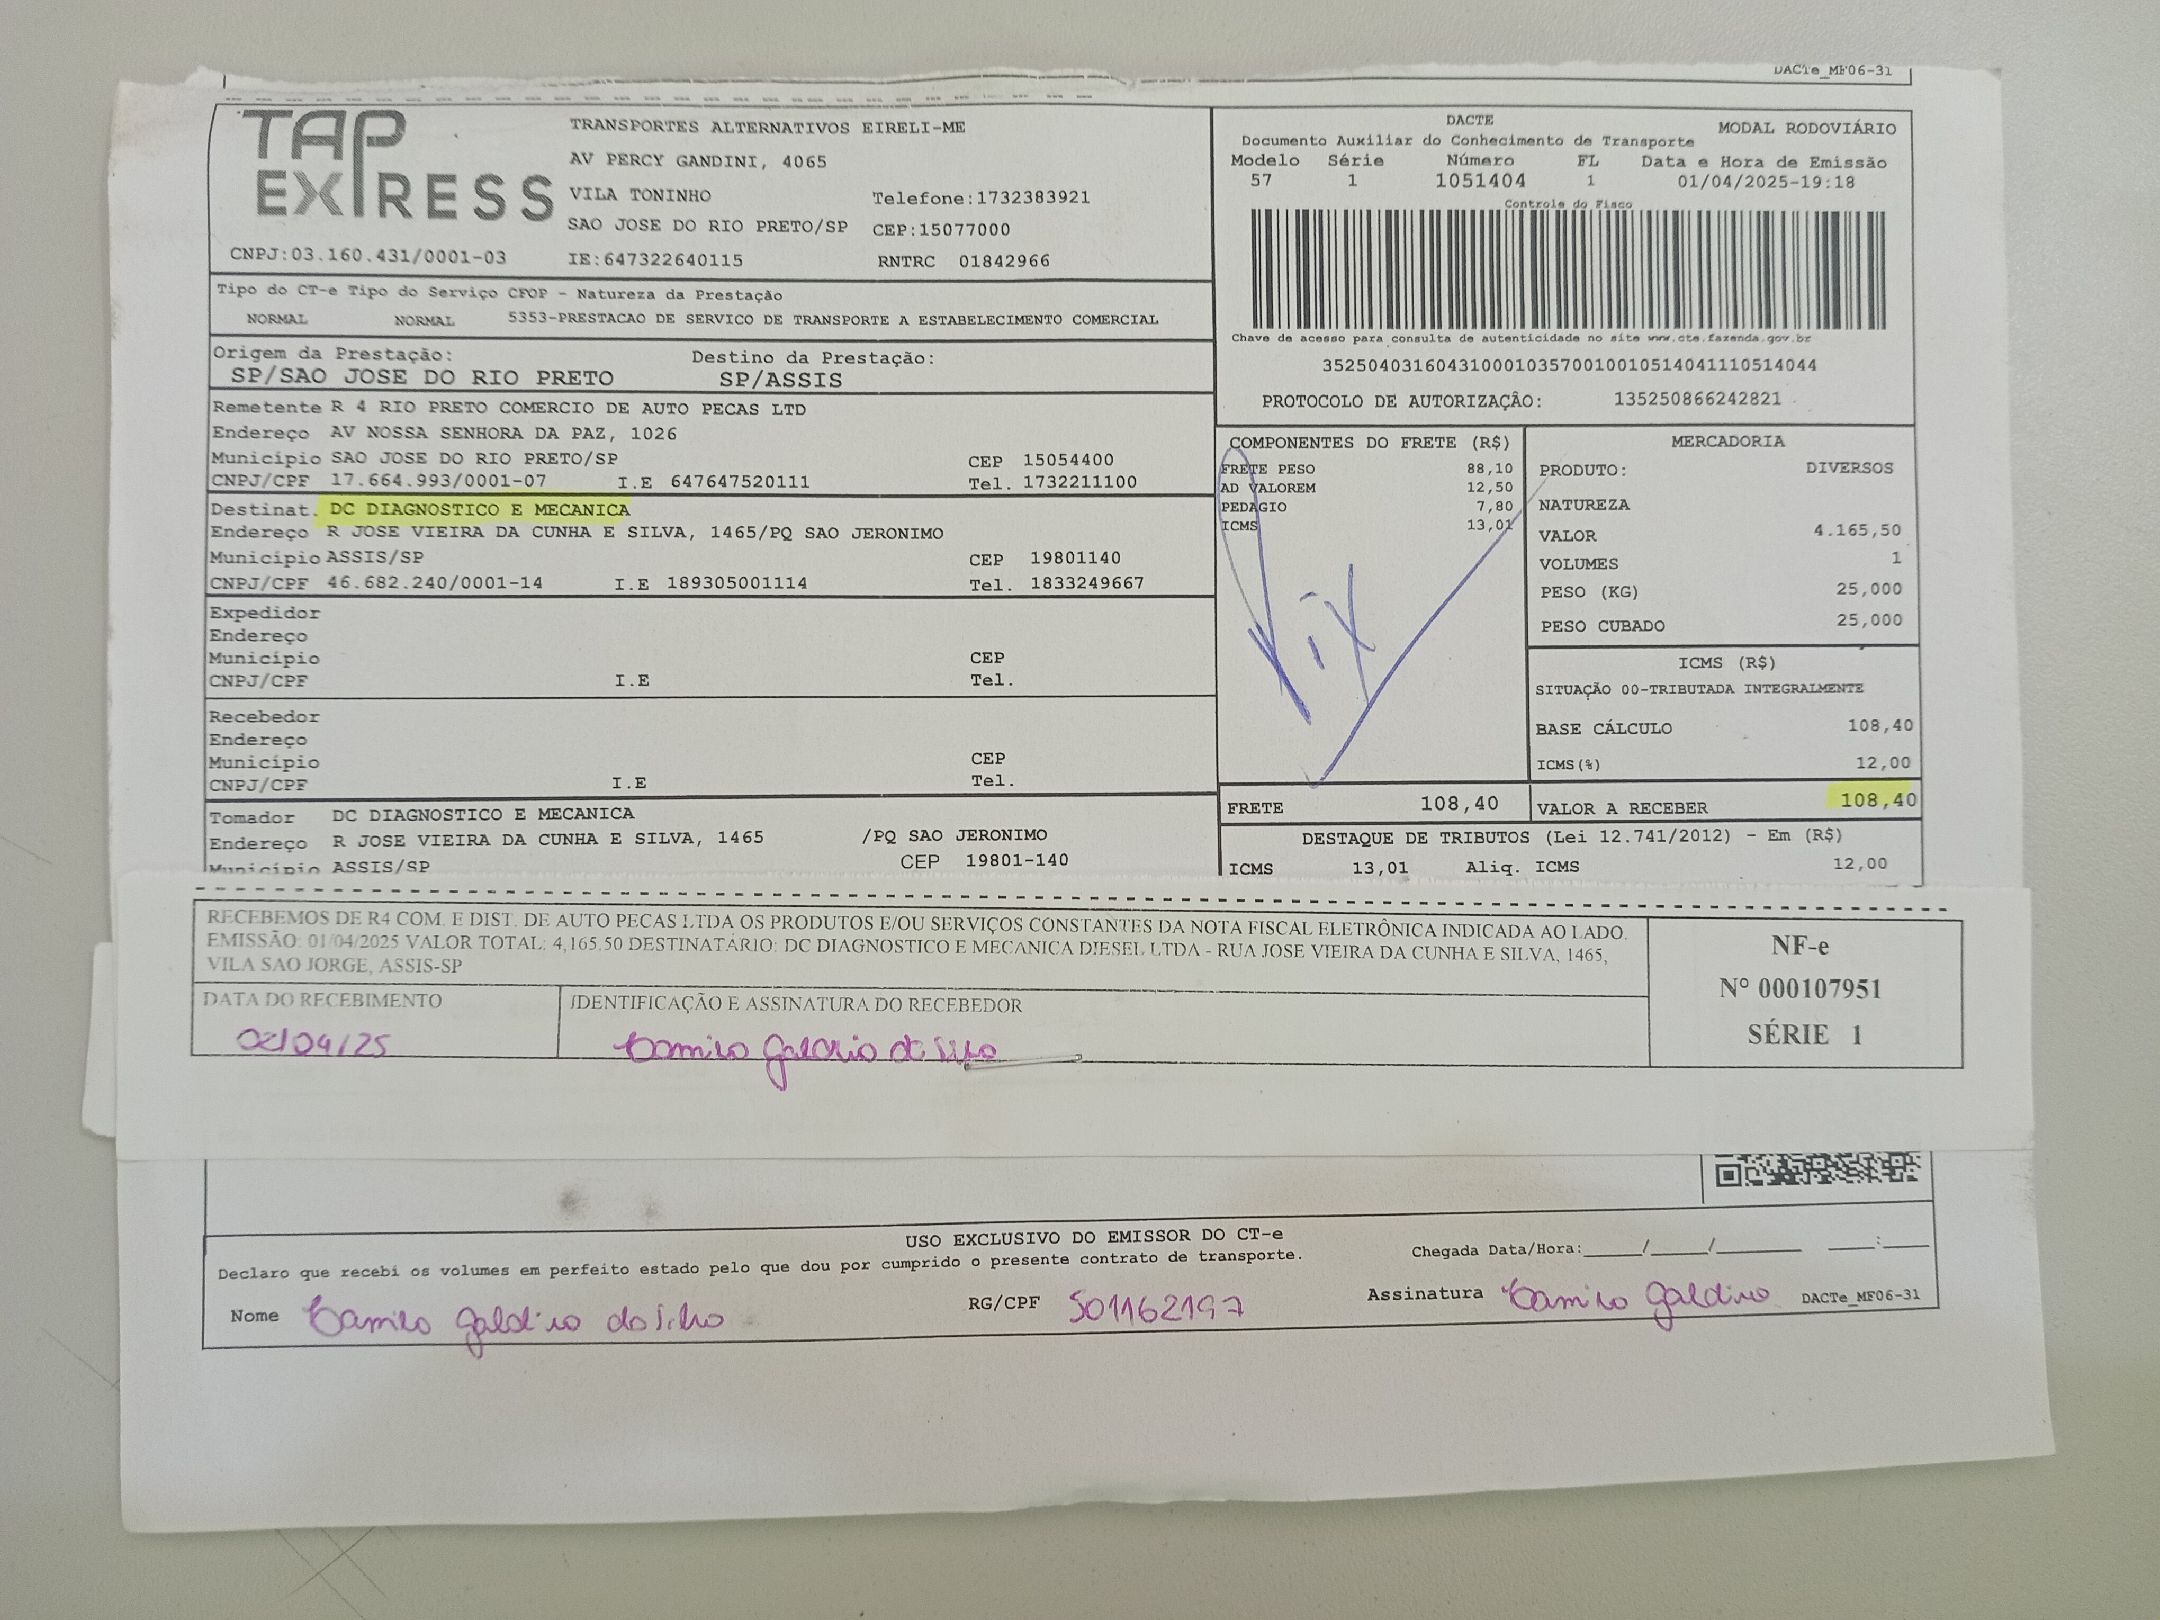 DACTe_MF06-31
TAP EXPRESS
TRANSPORTES ALTERNATIVOS EIRELI-ME
AV PERCY GANDINI, 4065
VILA TONINHO Telefone:1732383921
SAO JOSE DO RIO PRETO/SP CEP:15077000
CNPJ:03.160.431/0001-03 IE:647322640115 RNTRC 01842966
DACTE MODAL RODOVIÁRIO
Documento Auxiliar do Conhecimento de Transporte
Modelo Série Número FL Data e Hora de Emissão
57 1 1051404 1 01/04/2025-19:18
Controle do Fisco
Chave de acesso para consulta de autenticidade no site www.cte.fazenda.gov.br
35250403160431000103570010010514041110514044
PROTOCOLO DE AUTORIZAÇÃO: 135250866242821
Tipo do CT-e Tipo do Serviço CFOP - Natureza da Prestação
NORMAL NORMAL 5353-PRESTACAO DE SERVICO DE TRANSPORTE A ESTABELECIMENTO COMERCIAL
Origem da Prestação: Destino da Prestação:
SP/SAO JOSE DO RIO PRETO SP/ASSIS
Remetente R 4 RIO PRETO COMERCIO DE AUTO PECAS LTD
Endereço AV NOSSA SENHORA DA PAZ, 1026
Município SAO JOSE DO RIO PRETO/SP CEP 15054400
CNPJ/CPF 17.664.993/0001-07 I.E 647647520111 Tel. 1732211100
Destinat. DC DIAGNOSTICO E MECANICA
Endereço R JOSE VIEIRA DA CUNHA E SILVA, 1465/PQ SAO JERONIMO
Município ASSIS/SP CEP 19801140
CNPJ/CPF 46.682.240/0001-14 I.E 189305001114 Tel. 1833249667
Expedidor
Endereço
Município CEP
CNPJ/CPF I.E Tel.
Recebedor
Endereço
Município CEP
CNPJ/CPF I.E Tel.
Tomador DC DIAGNOSTICO E MECANICA
Endereço R JOSE VIEIRA DA CUNHA E SILVA, 1465 /PQ SAO JERONIMO
Município ASSIS/SP CEP 19801-140
COMPONENTES DO FRETE (R$)
FRETE PESO 88,10
AD VALOREM 12,50
PEDAGIO 7,80
ICMS 13,01
Pix
FRETE 108,40
MERCADORIA
PRODUTO: DIVERSOS
NATUREZA
VALOR 4.165,50
VOLUMES 1
PESO (KG) 25,000
PESO CUBADO 25,000
ICMS (R$)
SITUAÇÃO 00-TRIBUTADA INTEGRALMENTE
BASE CÁLCULO 108,40
ICMS(%) 12,00
VALOR A RECEBER 108,40
DESTAQUE DE TRIBUTOS (Lei 12.741/2012) - Em (R$)
ICMS 13,01 Aliq. ICMS 12,00
RECEBEMOS DE R4 COM. E DIST. DE AUTO PECAS LTDA OS PRODUTOS E/OU SERVIÇOS CONSTANTES DA NOTA FISCAL ELETRÔNICA INDICADA AO LADO.
EMISSÃO: 01/04/2025 VALOR TOTAL: 4,165.50 DESTINATÁRIO: DC DIAGNOSTICO E MECANICA DIESEL LTDA - RUA JOSE VIEIRA DA CUNHA E SILVA, 1465,
VILA SAO JORGE, ASSIS-SP
DATA DO RECEBIMENTO IDENTIFICAÇÃO E ASSINATURA DO RECEBEDOR
02/04/25
NF-e
N° 000107951
SÉRIE 1
USO EXCLUSIVO DO EMISSOR DO CT-e
Declaro que recebi os volumes em perfeito estado pelo que dou por cumprido o presente contrato de transporte.
Chegada Data/Hora:_____/_____/________ ____:____
Nome Camilo Galdino da Silva RG/CPF 501162197 Assinatura Camilo Galdino DACTe_MF06-31